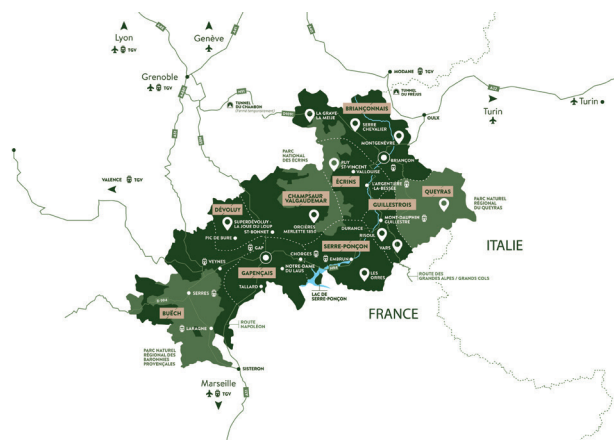 Lyon
TGV
Genève
Grenoble
TGV
MODANE
TGV
TUNNEL
DU FRÉJUS
TUNNEL
DU CHAMBON
OULX
Turin
Turin
BRIANÇONNAIS
LA GRAVE
LA MEIJE
SERRE
CHEVALIER
MONTGENÈVRE
BRIANÇON
PARC
NATIONAL
DES ÉCRINS
PUY
ST-VINCENT
VALLOUISE
ÉCRINS
L'ARGENTIÈRE
LA-BESSÉE
VALENCE
TGV
CHAMPSAUR
VALGAUDEMAR
GUILLESTROIS
QUEYRAS
PARC NATUREL
RÉGIONAL
DU QUEYRAS
DÉVOLUY
SUPERDÉVOLUY -
LA JOUE DU LOUP
ST-BONNET
ORCIÈRES
MERLETTE 1850
MONT-DAUPHIN
GUILLESTRE
DURANCE
RISOUL
VARS
PIC DE BURE
GAP
SERRE-PONÇON
ITALIE
CHORGES
EMBRUN
VEYNES
NOTRE-DAME
DU LAUS
ROUTE DES
GRANDES ALPES / GRANDS COLS
GAPENÇAIS
LES
ORRES
TALLARD
LAC DE
SERRE-PONÇON
SERRES
BUËCH
FRANCE
ROUTE
NAPOLÉON
LARAGNE
PARC NATUREL
RÉGIONAL DES
BARONNIES
PROVENÇALES
SISTERON
Marseille
TGV